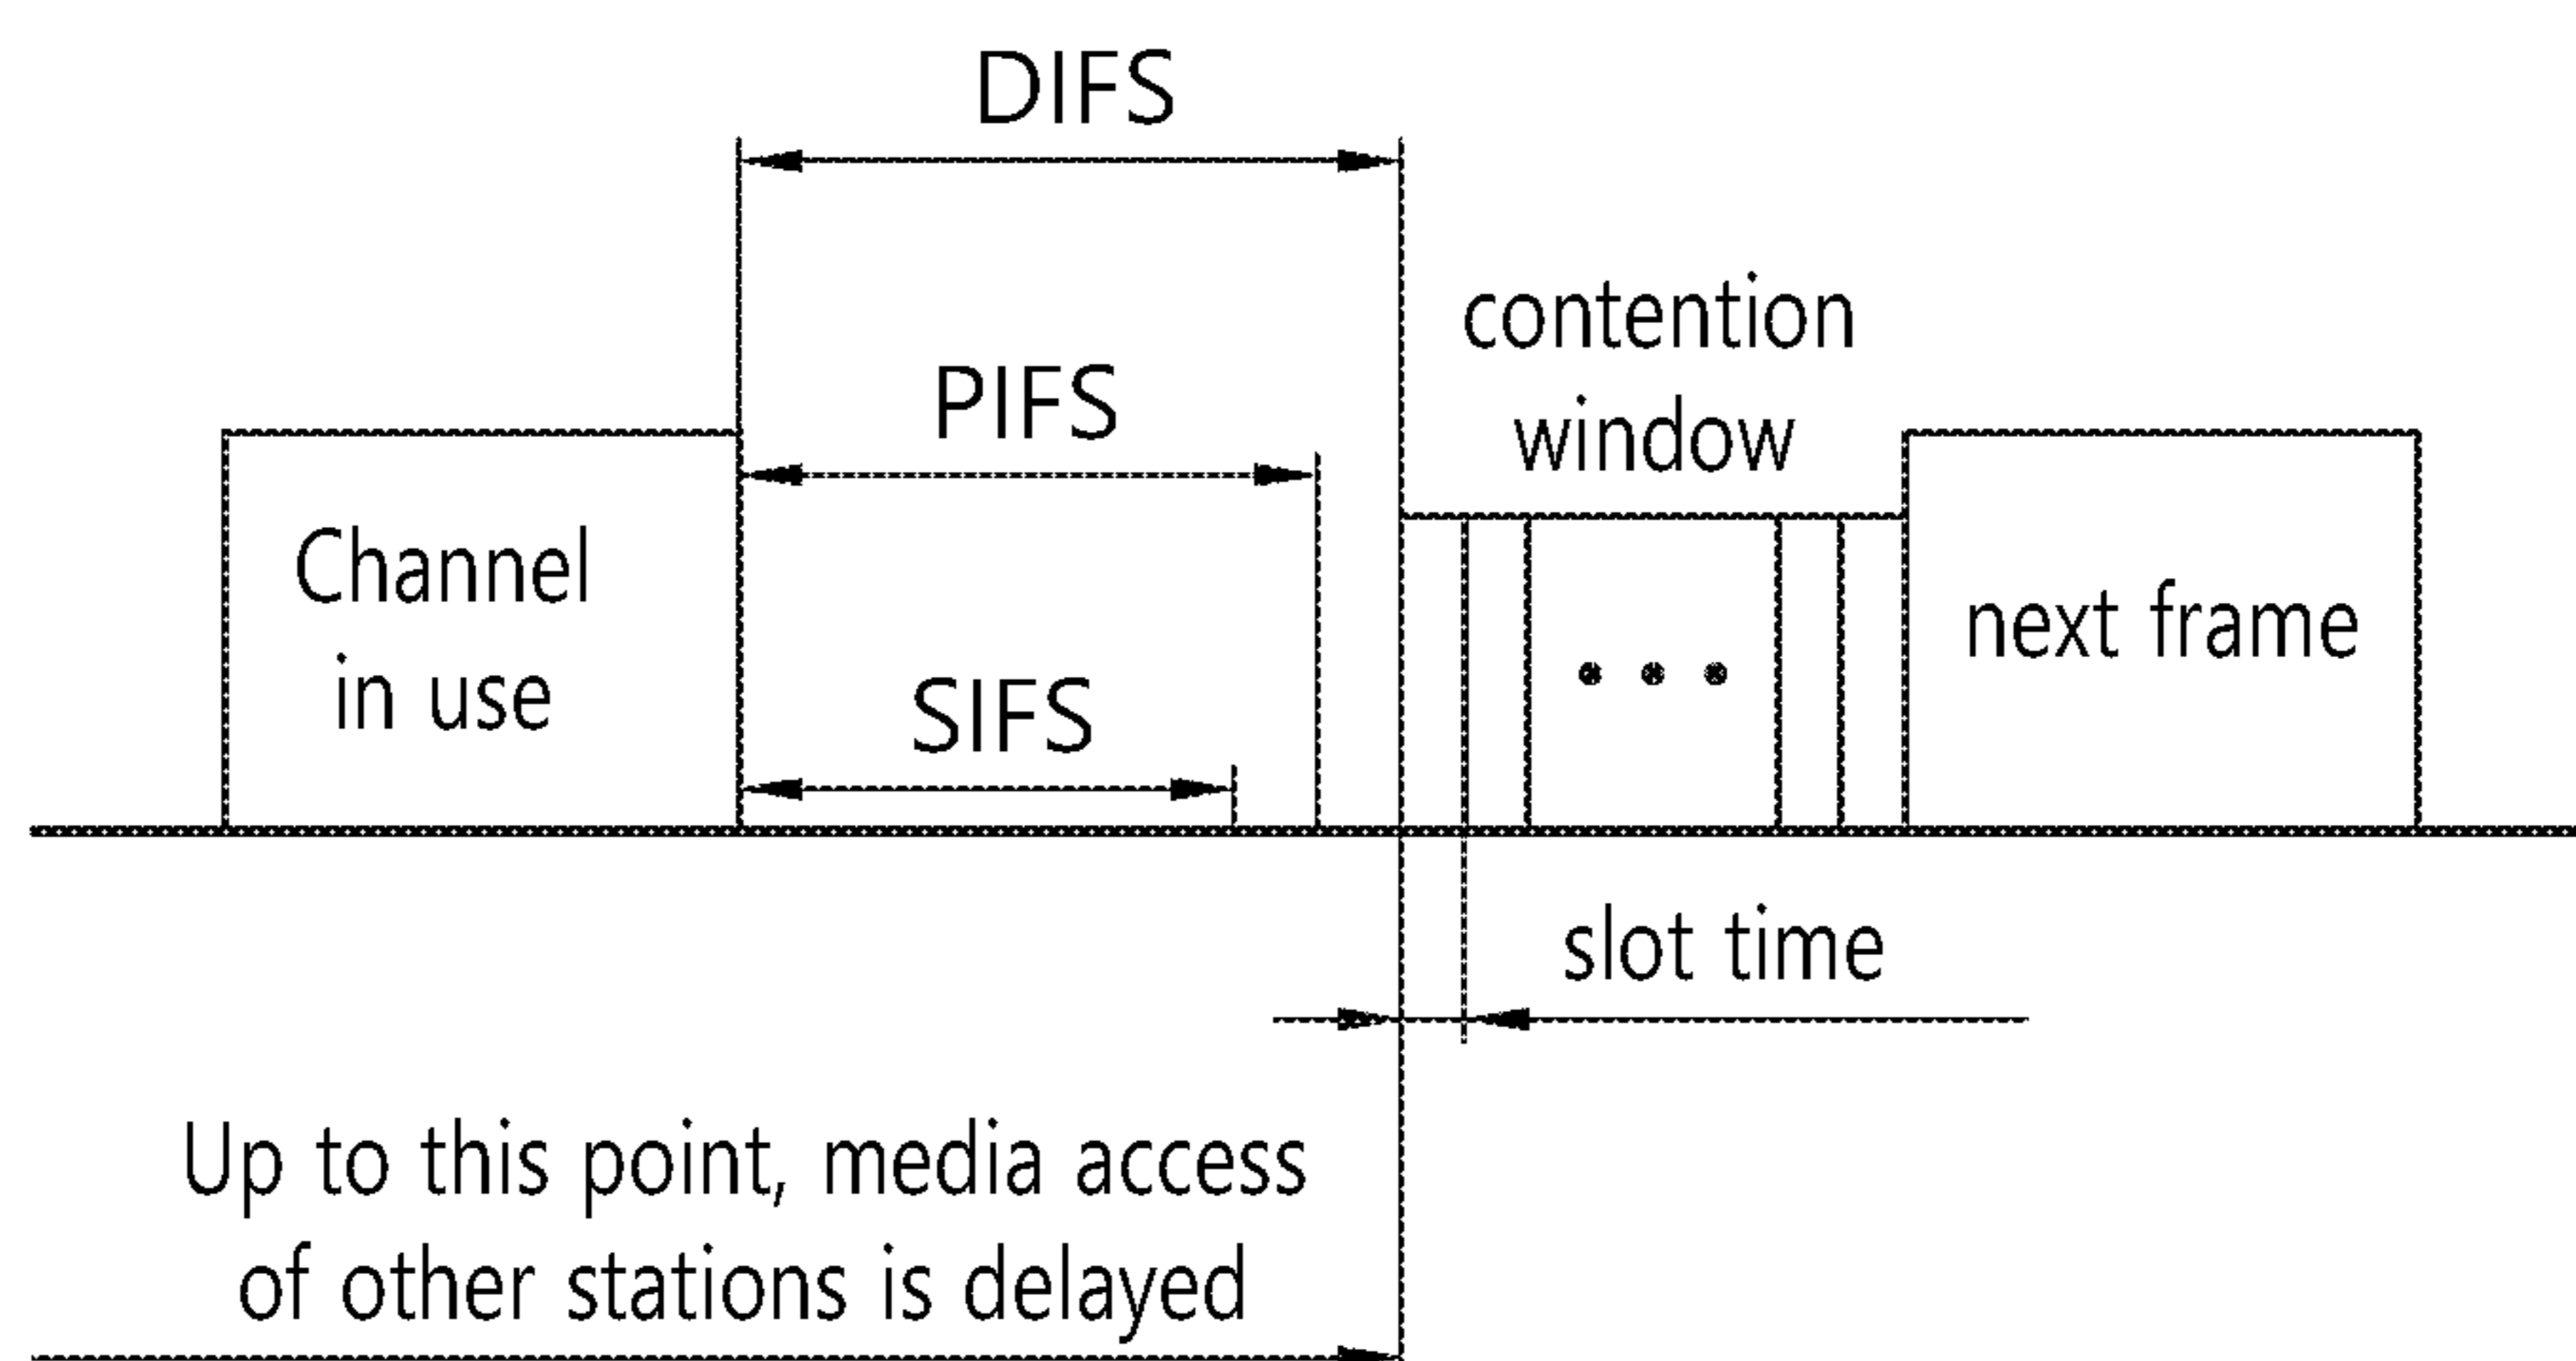 DIFS
contention
window
PIFS
Channel
in use
SIFS
next frame
slot time
Up to this point, media access
of other stations is delayed